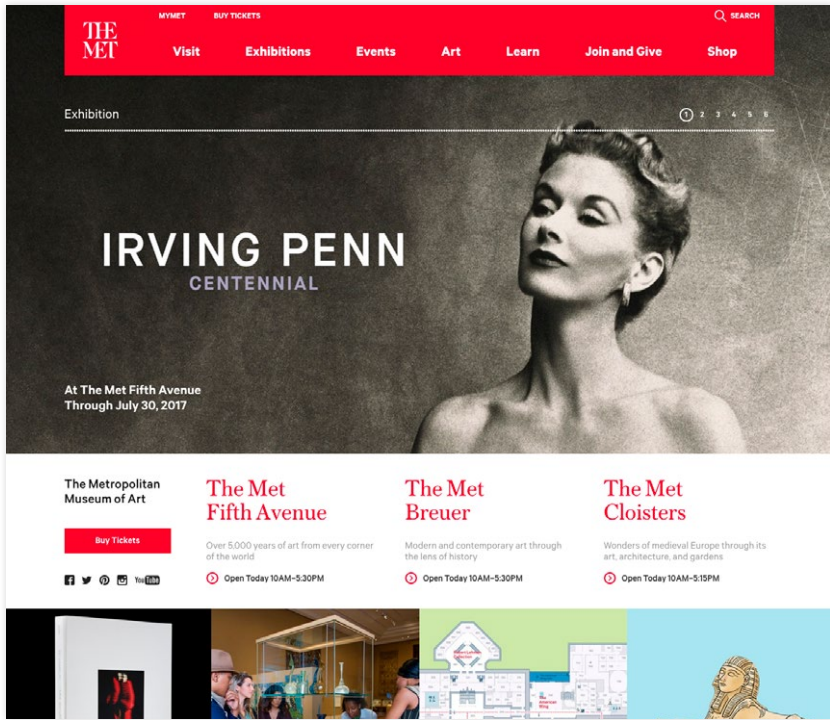 THE
MET
MYMET
BUY TICKETS
SEARCH
Visit
Exhibitions
Events
Art
Learn
Join and Give
Shop
Exhibition
1 2 3 4 5 6
IRVING PENN
CENTENNIAL
At The Met Fifth Avenue
Through July 30, 2017
The Metropolitan
Museum of Art
Buy Tickets
YouTube
The Met
Fifth Avenue
Over 5,000 years of art from every corner
of the world
Open Today 10AM–5:30PM
The Met
Breuer
Modern and contemporary art through
the lens of history
Open Today 10AM–5:30PM
The Met
Cloisters
Wonders of medieval Europe through its
art, architecture, and gardens
Open Today 10AM–5:15PM